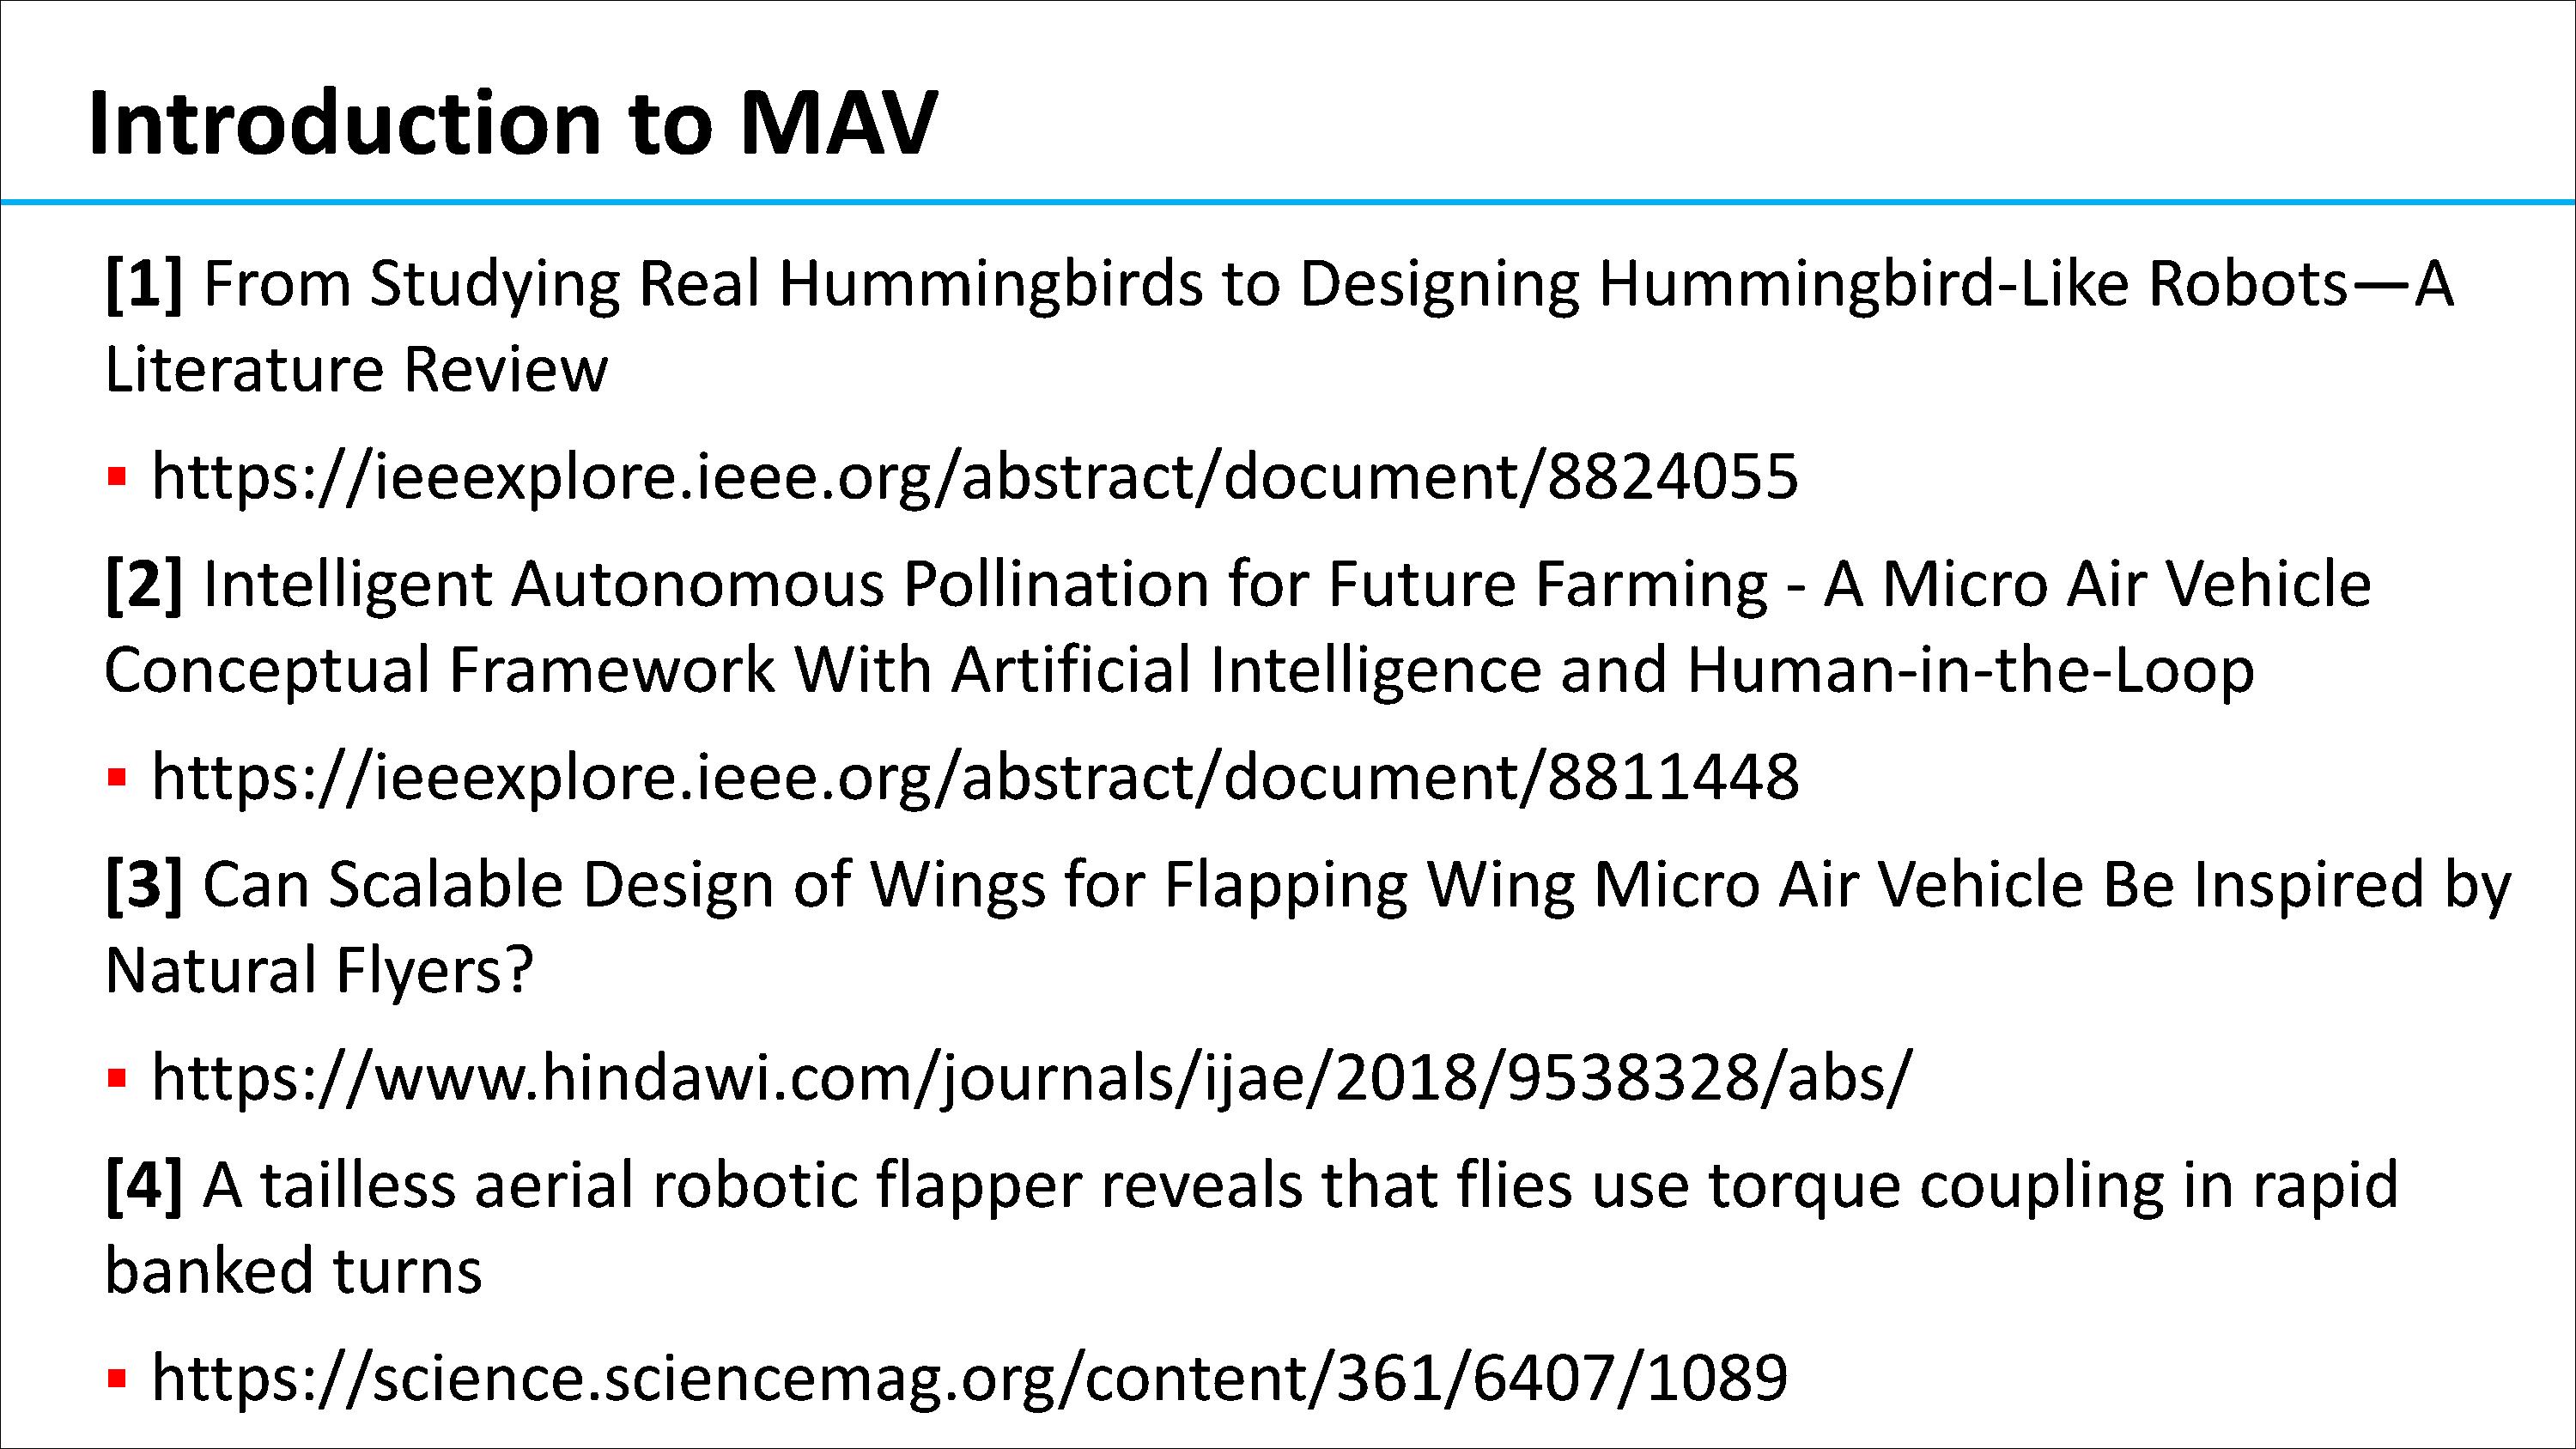 Introduction to MAV
[1] From Studying Real Hummingbirds to Designing Hummingbird-Like Robots—A
Literature Review
▪ https://ieeexplore.ieee.org/abstract/document/8824055
[2] Intelligent Autonomous Pollination for Future Farming - A Micro Air Vehicle
Conceptual Framework With Artificial Intelligence and Human-in-the-Loop
▪ https://ieeexplore.ieee.org/abstract/document/8811448
[3] Can Scalable Design of Wings for Flapping Wing Micro Air Vehicle Be Inspired by
Natural Flyers?
▪ https://www.hindawi.com/journals/ijae/2018/9538328/abs/
[4] A tailless aerial robotic flapper reveals that flies use torque coupling in rapid
banked turns
▪ https://science.sciencemag.org/content/361/6407/1089